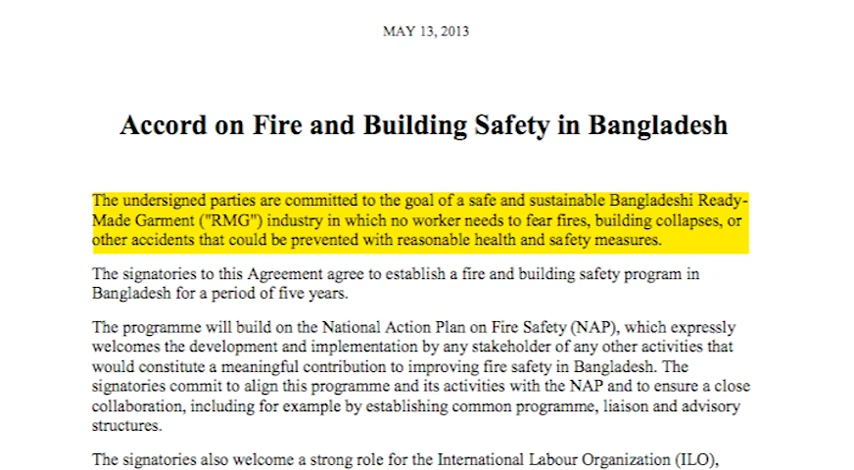 MAY 13, 2013
Accord on Fire and Building Safety in Bangladesh
The undersigned parties are committed to the goal of a safe and sustainable Bangladeshi Ready-
Made Garment ("RMG") industry in which no worker needs to fear fires, building collapses, or
other accidents that could be prevented with reasonable health and safety measures.
The signatories to this Agreement agree to establish a fire and building safety program in
Bangladesh for a period of five years.
The programme will build on the National Action Plan on Fire Safety (NAP), which expressly
welcomes the development and implementation by any stakeholder of any other activities that
would constitute a meaningful contribution to improving fire safety in Bangladesh. The
signatories commit to align this programme and its activities with the NAP and to ensure a close
collaboration, including for example by establishing common programme, liaison and advisory
structures.
The signatories also welcome a strong role for the International Labour Organization (ILO),